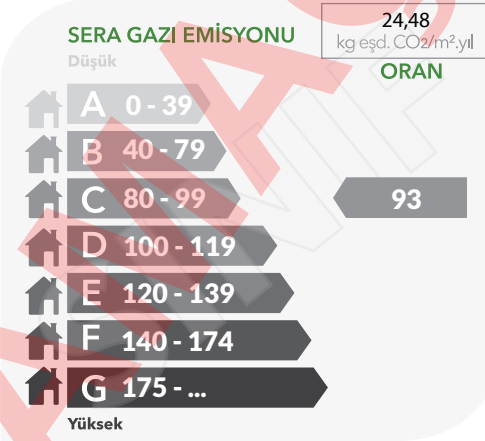 SERA GAZI EMİSYONU
24,48
kg eşd. CO2/m².yıl
Düşük
ORAN
A 0 - 39
B 40 - 79
C 80 - 99
93
D 100 - 119
E 120 - 139
F 140 - 174
G 175 - ...
Yüksek